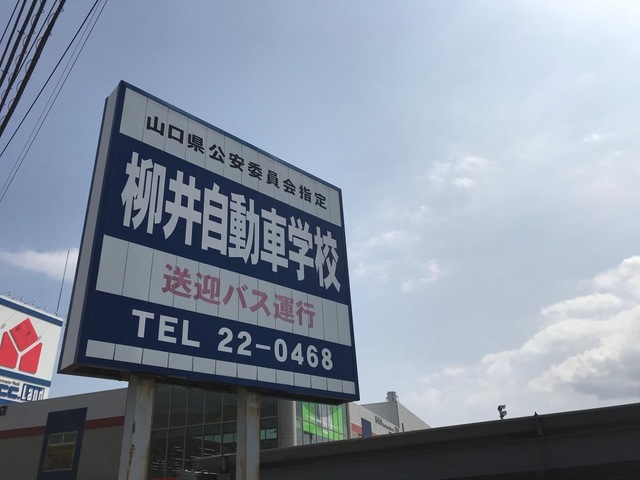 山口県公安委員会指定
柳井自動車学校
送迎バス運行
TEL 22-0468
Land